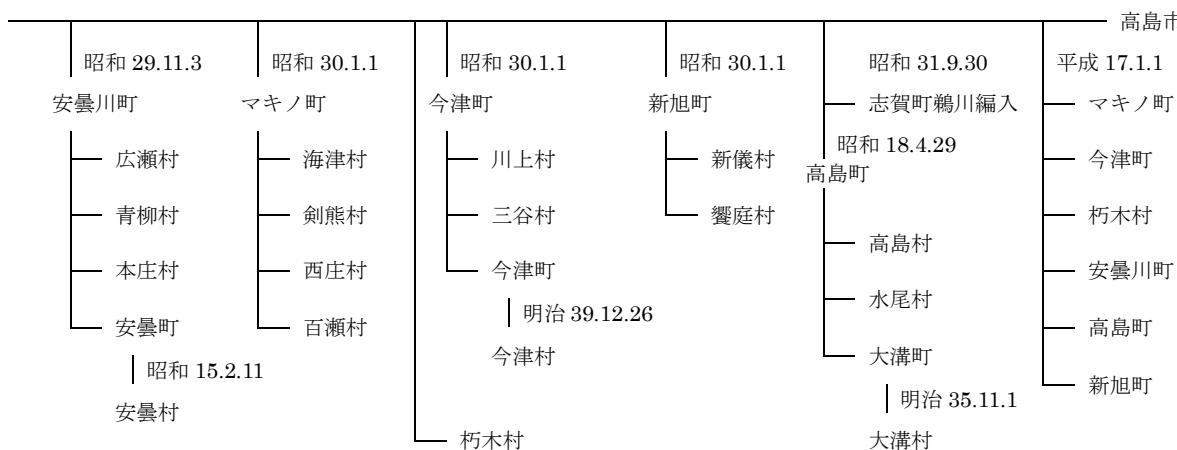 高島市
昭和 29.11.3
安曇川町
広瀬村
青柳村
本庄村
安曇町
昭和 15.2.11
安曇村
昭和 30.1.1
マキノ町
海津村
剣熊村
西庄村
百瀬村
昭和 30.1.1
今津町
川上村
三谷村
今津町
明治 39.12.26
今津村
朽木村
昭和 30.1.1
新旭町
新儀村
饗庭村
昭和 31.9.30
志賀町鵜川編入
昭和 18.4.29
高島町
高島村
水尾村
大溝町
明治 35.11.1
大溝村
平成 17.1.1
マキノ町
今津町
朽木村
安曇川町
高島町
新旭町